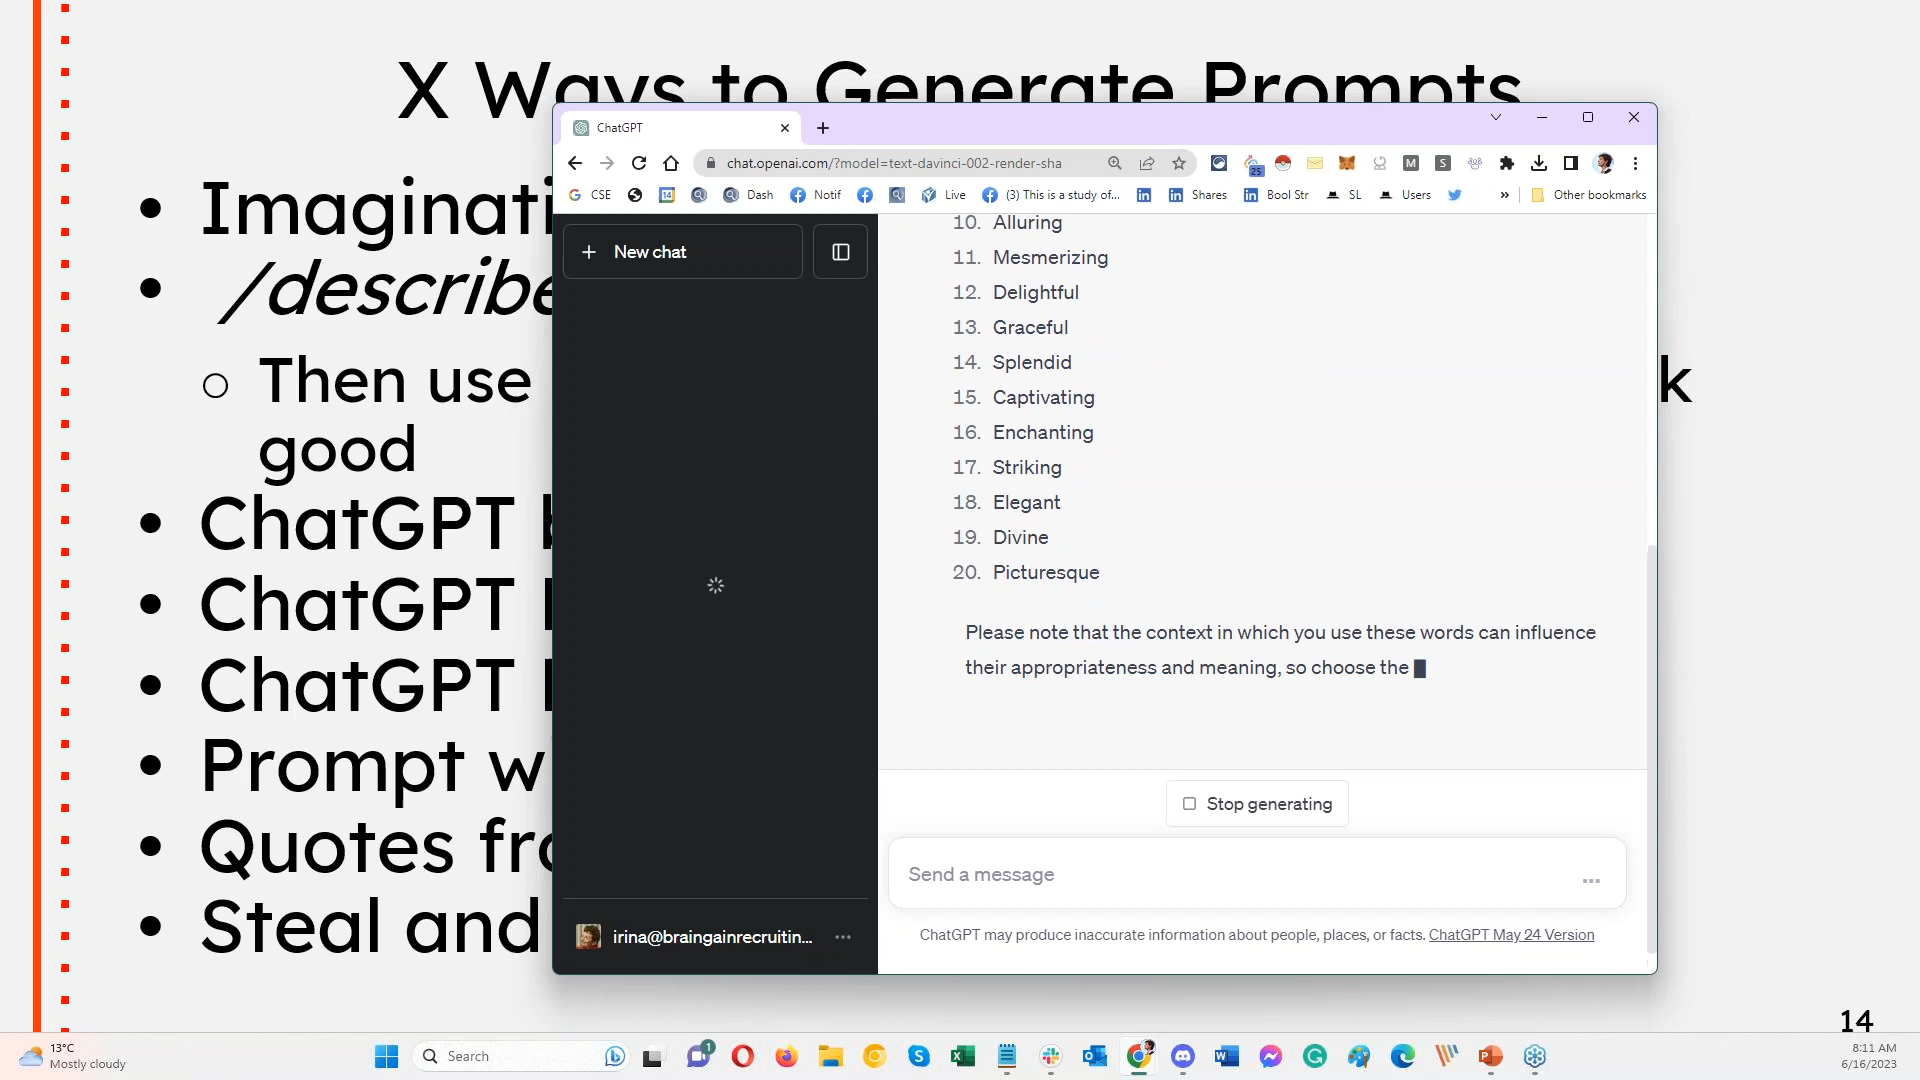 X Ways to Generate Prompts
Imaginati
/describe
Then use
k
good
ChatGPT
ChatGPT
ChatGPT
Prompt w
Quotes fro
Steal and
14
ChatGPT
chat.openai.com/?model=text-davinci-002-render-sha
25
M
S
CSE
14
Dash
Notif
Live
(3) This is a study of...
Shares
Bool Str
SL
Users
»
Other bookmarks
New chat
irina@braingainrecruitin...
10. Alluring
11. Mesmerizing
12. Delightful
13. Graceful
14. Splendid
15. Captivating
16. Enchanting
17. Striking
18. Elegant
19. Divine
20. Picturesque
Please note that the context in which you use these words can influence
their appropriateness and meaning, so choose the
Stop generating
Send a message
ChatGPT may produce inaccurate information about people, places, or facts. ChatGPT May 24 Version
13°C
Mostly cloudy
Search
1
8:11 AM
6/16/2023